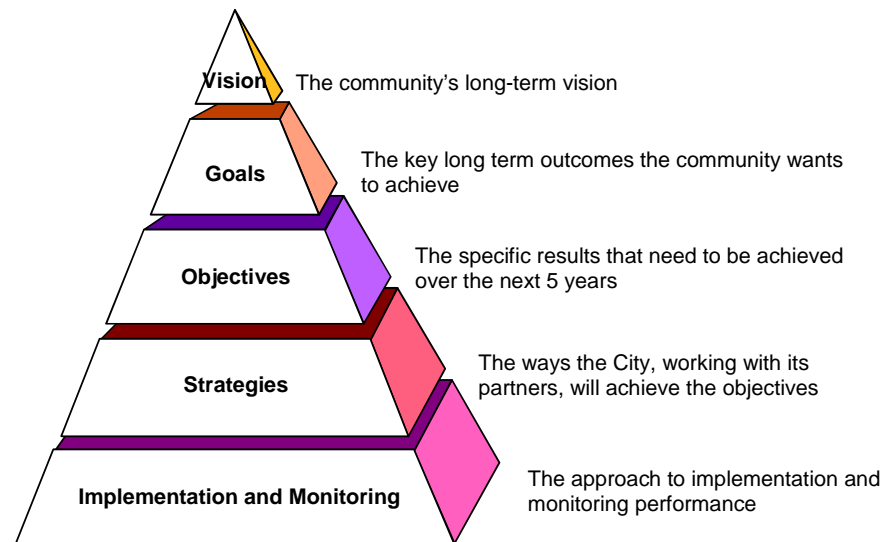 Vision
The community’s long-term vision
Goals
The key long term outcomes the community wants
to achieve
Objectives
The specific results that need to be achieved
over the next 5 years
Strategies
The ways the City, working with its
partners, will achieve the objectives
Implementation and Monitoring
The approach to implementation and
monitoring performance